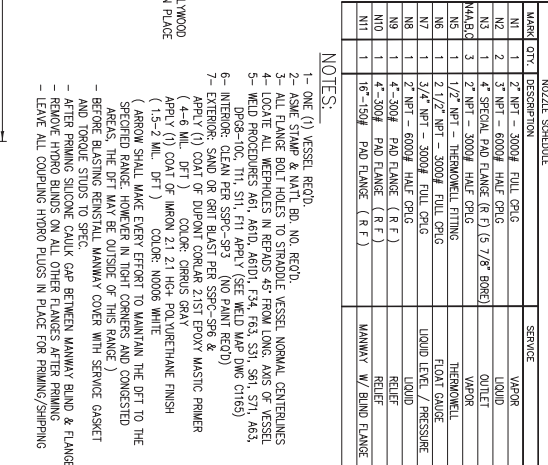 NOZZLE SCHEDULE
MARK QTY. DESCRIPTION SERVICE
N1 1 2" NPT - 3000# FULL CPLG VAPOR
N2 2 3" NPT - 6000# HALF CPLG LIQUID
N3 1 4" SPECIAL PAD FLANGE (R F) (5 7/8" BORE) OUTLET
N4A,B,C 3 2" NPT - 3000# HALF CPLG VAPOR
N5 1 1/2" NPT - THERMOWELL FITTING THERMOWELL
N6 1 2 1/2" NPT - 3000# FULL CPLG FLOAT GAUGE
N7 1 3/4" NPT - 3000# FULL CPLG LIQUID LEVEL / PRESSURE
N8 1 2" NPT - 6000# HALF CPLG LIQUID
N9 1 4"-300# PAD FLANGE ( R F ) RELIEF
N10 1 4"-300# PAD FLANGE ( R F ) RELIEF
N11 1 16"-150# PAD FLANGE ( R F ) MANWAY W/ BLIND FLANGE
NOTES:
1- ONE (1) VESSEL REQ'D.
2- ASME STAMP & NAT'L BD. NO. REQ'D.
3- ALL FLANGE BOLT HOLES TO STRADDLE VESSEL NORMAL CENTERLINES
4- LOCATE ALL WEEPHOLES IN REPADS 45° FROM LONG. AXIS OF VESSEL
5- WELD PROCEDURES A61, A61D, A61D1, F34, F63, S31, S61, S71, A63,
DPG8-10C, T11, S11, F11 APPLY (SEE WELD MAP DWG C1165)
6- INTERIOR: CLEAN PER SSPC-SP3 (NO PAINT REQ'D)
7- EXTERIOR: SAND OR GRIT BLAST PER SSPC-SP6 &
APPLY (1) COAT OF DUPONT CORLAR 2.1ST EPOXY MASTIC PRIMER
( 4-6 MIL. DFT ) COLOR: CIRRUS GRAY
APPLY (1) COAT OF IMRON 2.1 2.1 HG+ POLYURETHANE FINISH
( 1.5-2 MIL. DFT ) COLOR: N0006 WHITE
( ARROW SHALL MAKE EVERY EFFORT TO MAINTAIN THE DFT TO THE
SPECIFIED RANGE, HOWEVER IN TIGHT CORNERS AND CONGESTED
AREAS, THE DFT MAY BE OUTSIDE OF THIS RANGE )
- BEFORE BLASTING REINSTALL MANWAY COVER WITH SERVICE GASKET
AND TORQUE STUDS TO SPEC.
- AFTER PRIMING SILICONE CAULK GAP BETWEEN MANWAY BLIND & FLANGE
- REMOVE HYDRO BLINDS ON ALL OTHER FLANGES AFTER PRIMING
- LEAVE ALL COUPLING HYDRO PLUGS IN PLACE FOR PRIMING/SHIPPING
LYWOOD
N PLACE